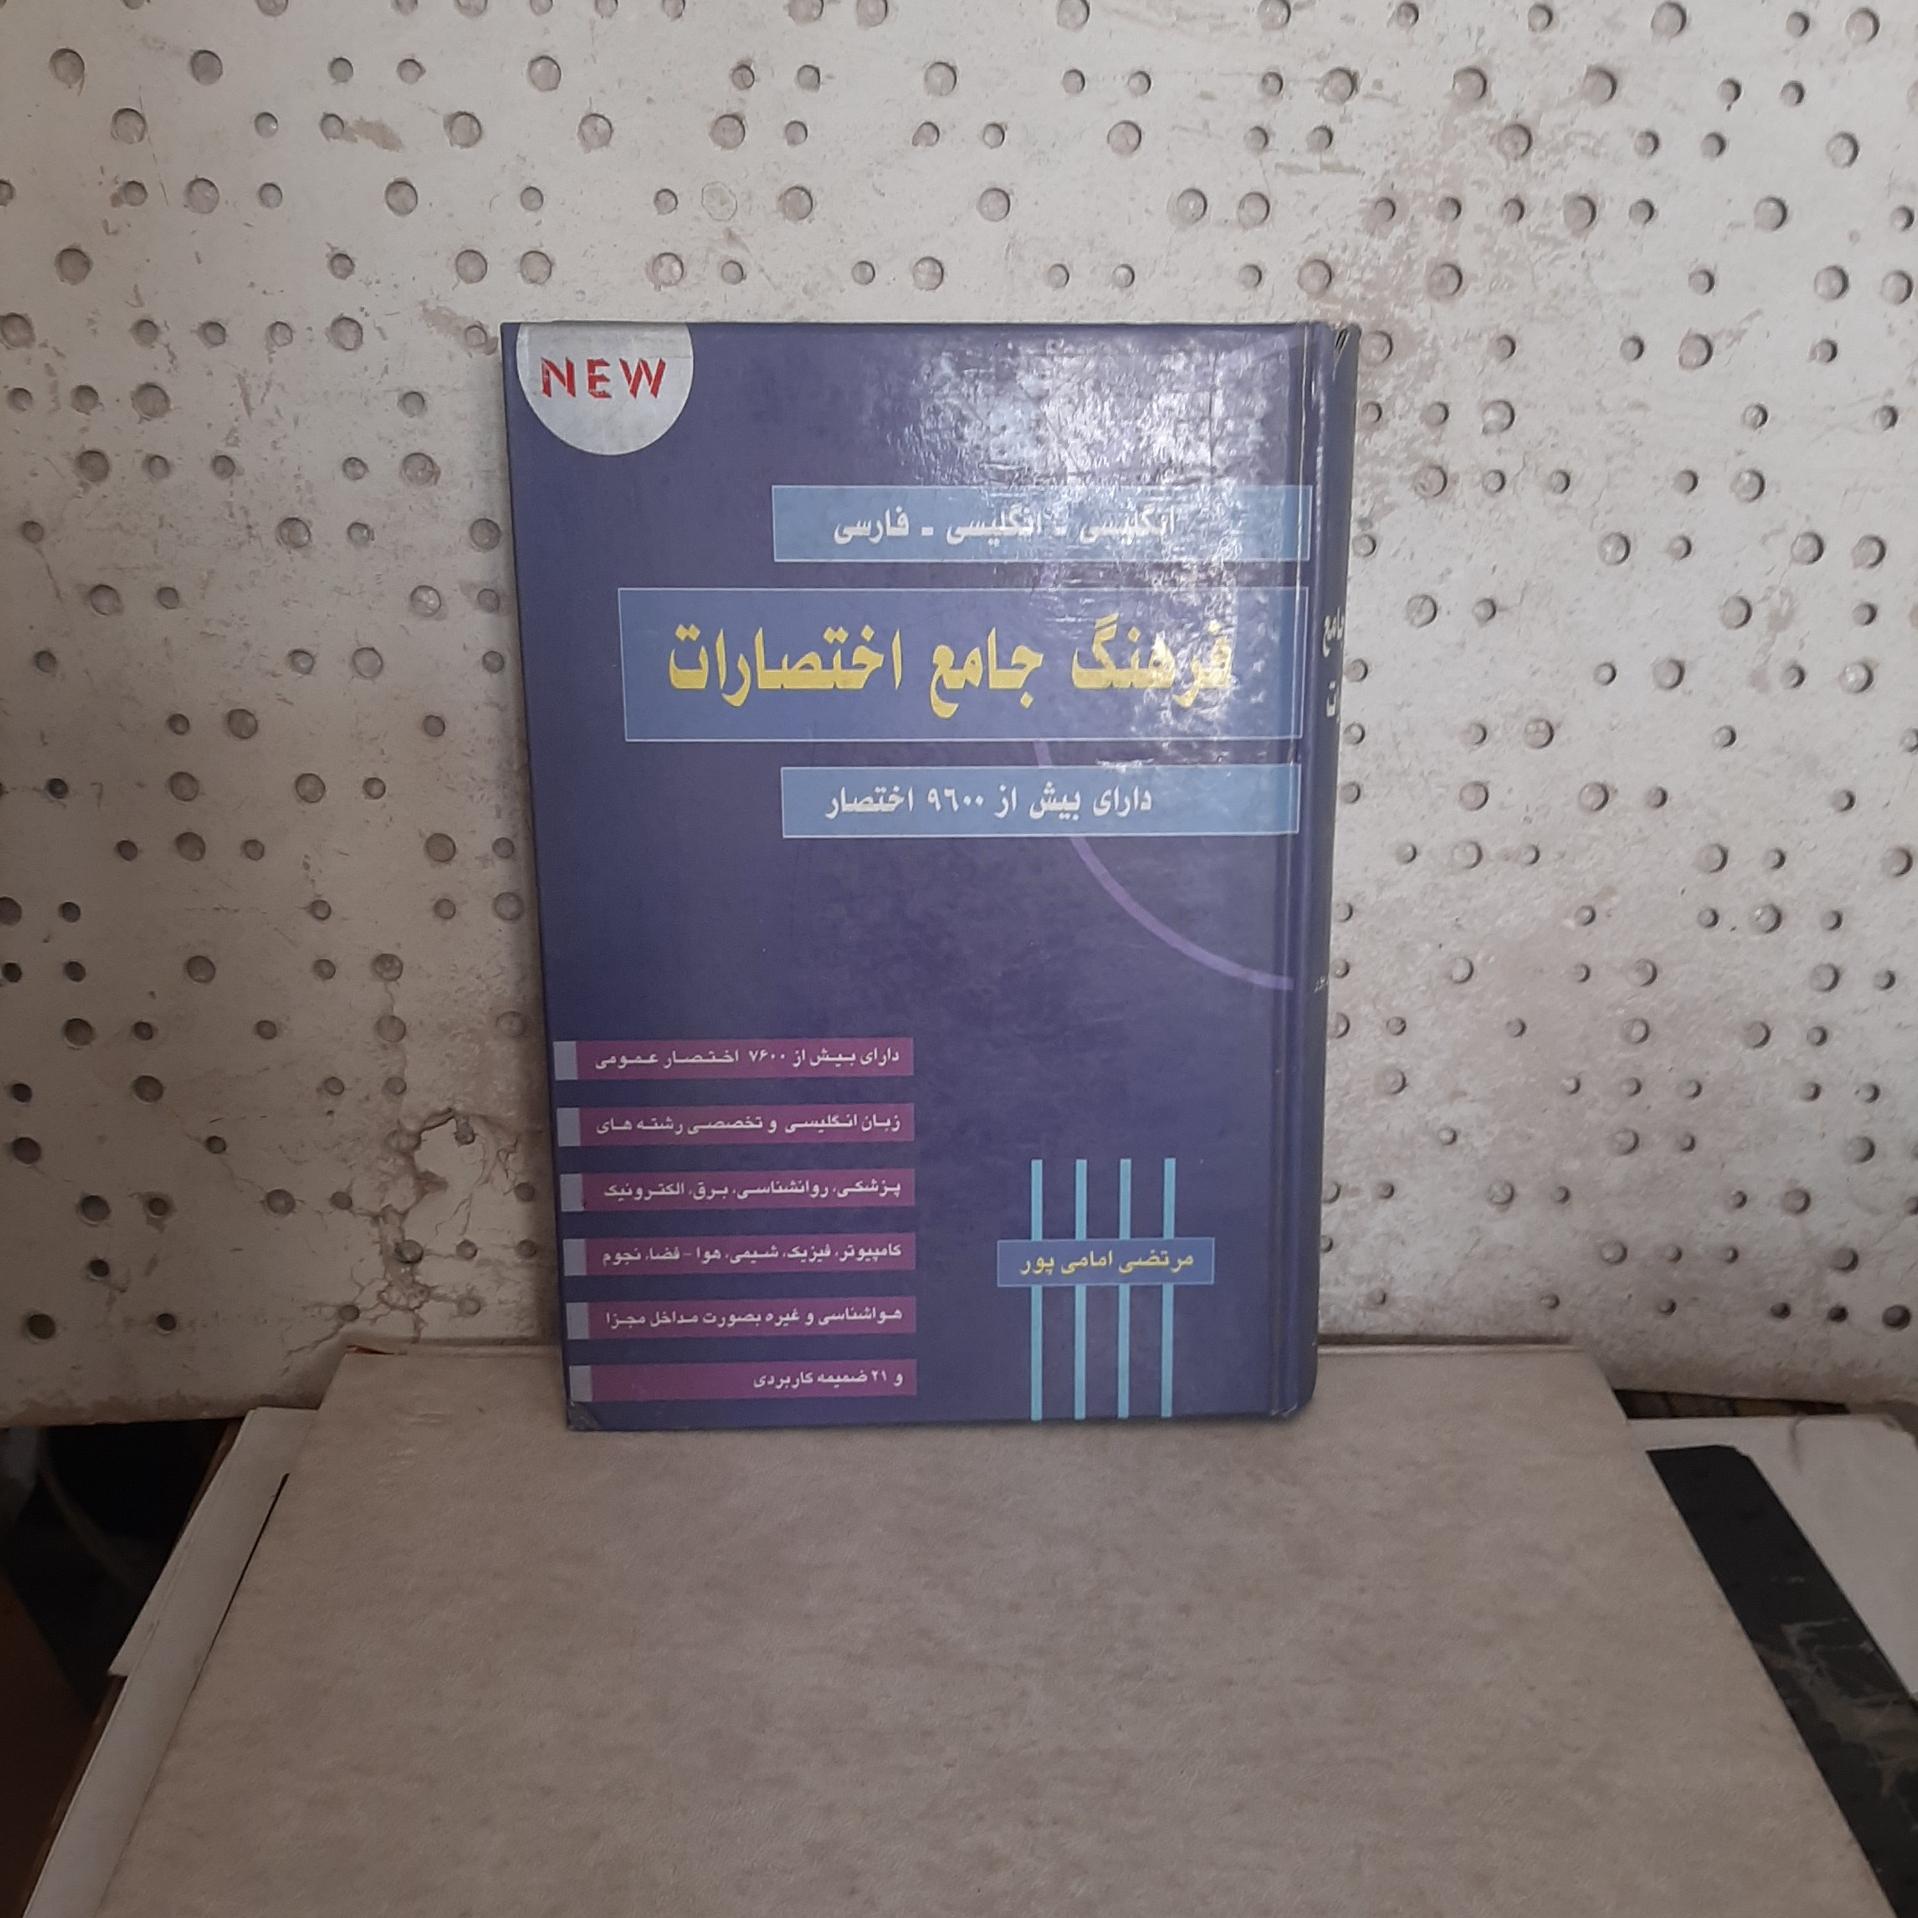 NEW
انگلیسی - انگلیسی - فارسی
فرهنگ جامع اختصارات
دارای بیش از ۹٦۰۰ اختصار
دارای بیش از ۷۶۰۰ اختصار عمومی
زبان انگلیسی و تخصصی رشته های
پزشکی، روانشناسی، برق، الکترونیک
کامپیوتر، فیزیک، شیمی، هوا - فضا، نجوم
هواشناسی و غیره بصورت مداخل مجزا
و ۲۱ ضمیمه کاربردی
مرتضی امامی پور
جامع